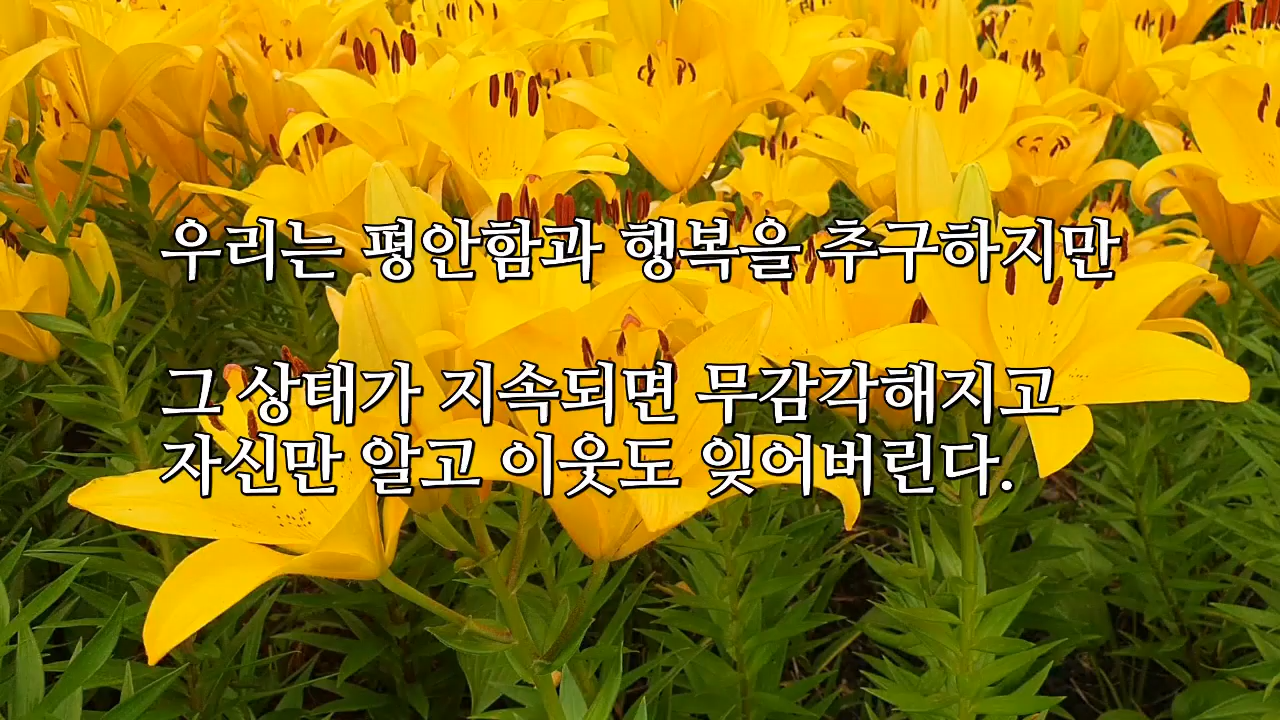 우리는 평안함과 행복을 추구하지만
그 상태가 지속되면 무감각해지고
자신만 알고 이웃도 잊어버린다.